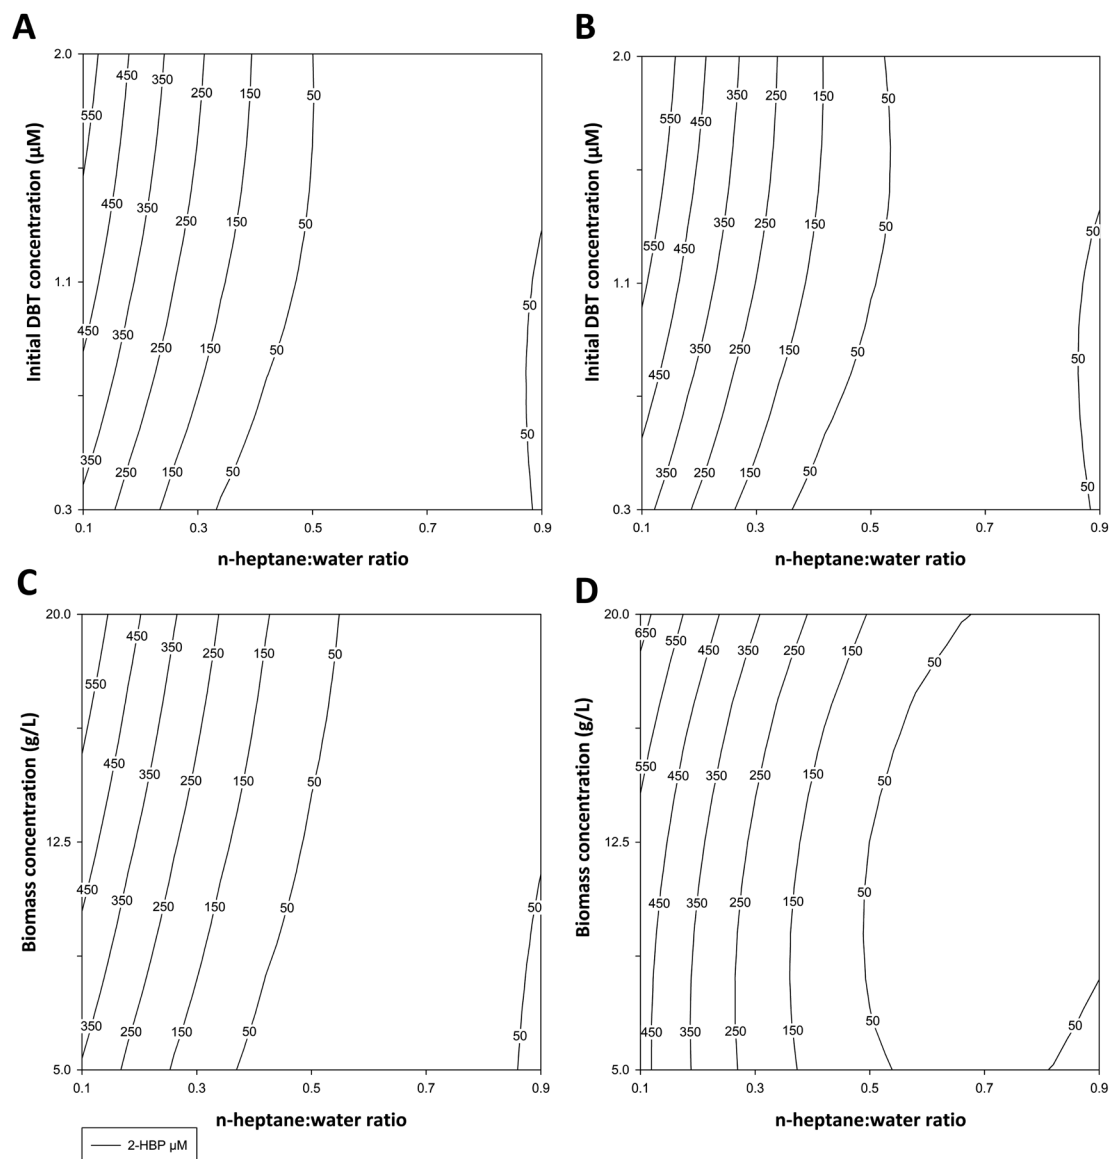 A
Initial DBT concentration (µM)
2.0
450 350 250 150 50
550
450 350 250 150 50
1.1
50
450 350 250 150 50
50
350 250 150 50
0.3
0.1 0.3 0.5 0.7 0.9
n-heptane:water ratio
B
Initial DBT concentration (µM)
2.0
350 250 150 50
550 450
350 250 150 50
50
550 450
1.1
350 250 150 50 50
450
350 250 150 50
50
0.3
0.1 0.3 0.5 0.7 0.9
n-heptane:water ratio
C
Biomass concentration (g/L)
20.0
450 350 250 150 50
550
450 350 250 150 50
12.5
450 350 250 150 50 50
350 250 150 50 50
5.0
0.1 0.3 0.5 0.7 0.9
n-heptane:water ratio
D
Biomass concentration (g/L)
20.0
650 550 450 350 250 150 50
550 450 350 250 150 50
12.5
450 350 250 150 50
450 350 250 150 50 50
5.0
0.1 0.3 0.5 0.7 0.9
n-heptane:water ratio
2-HBP µM